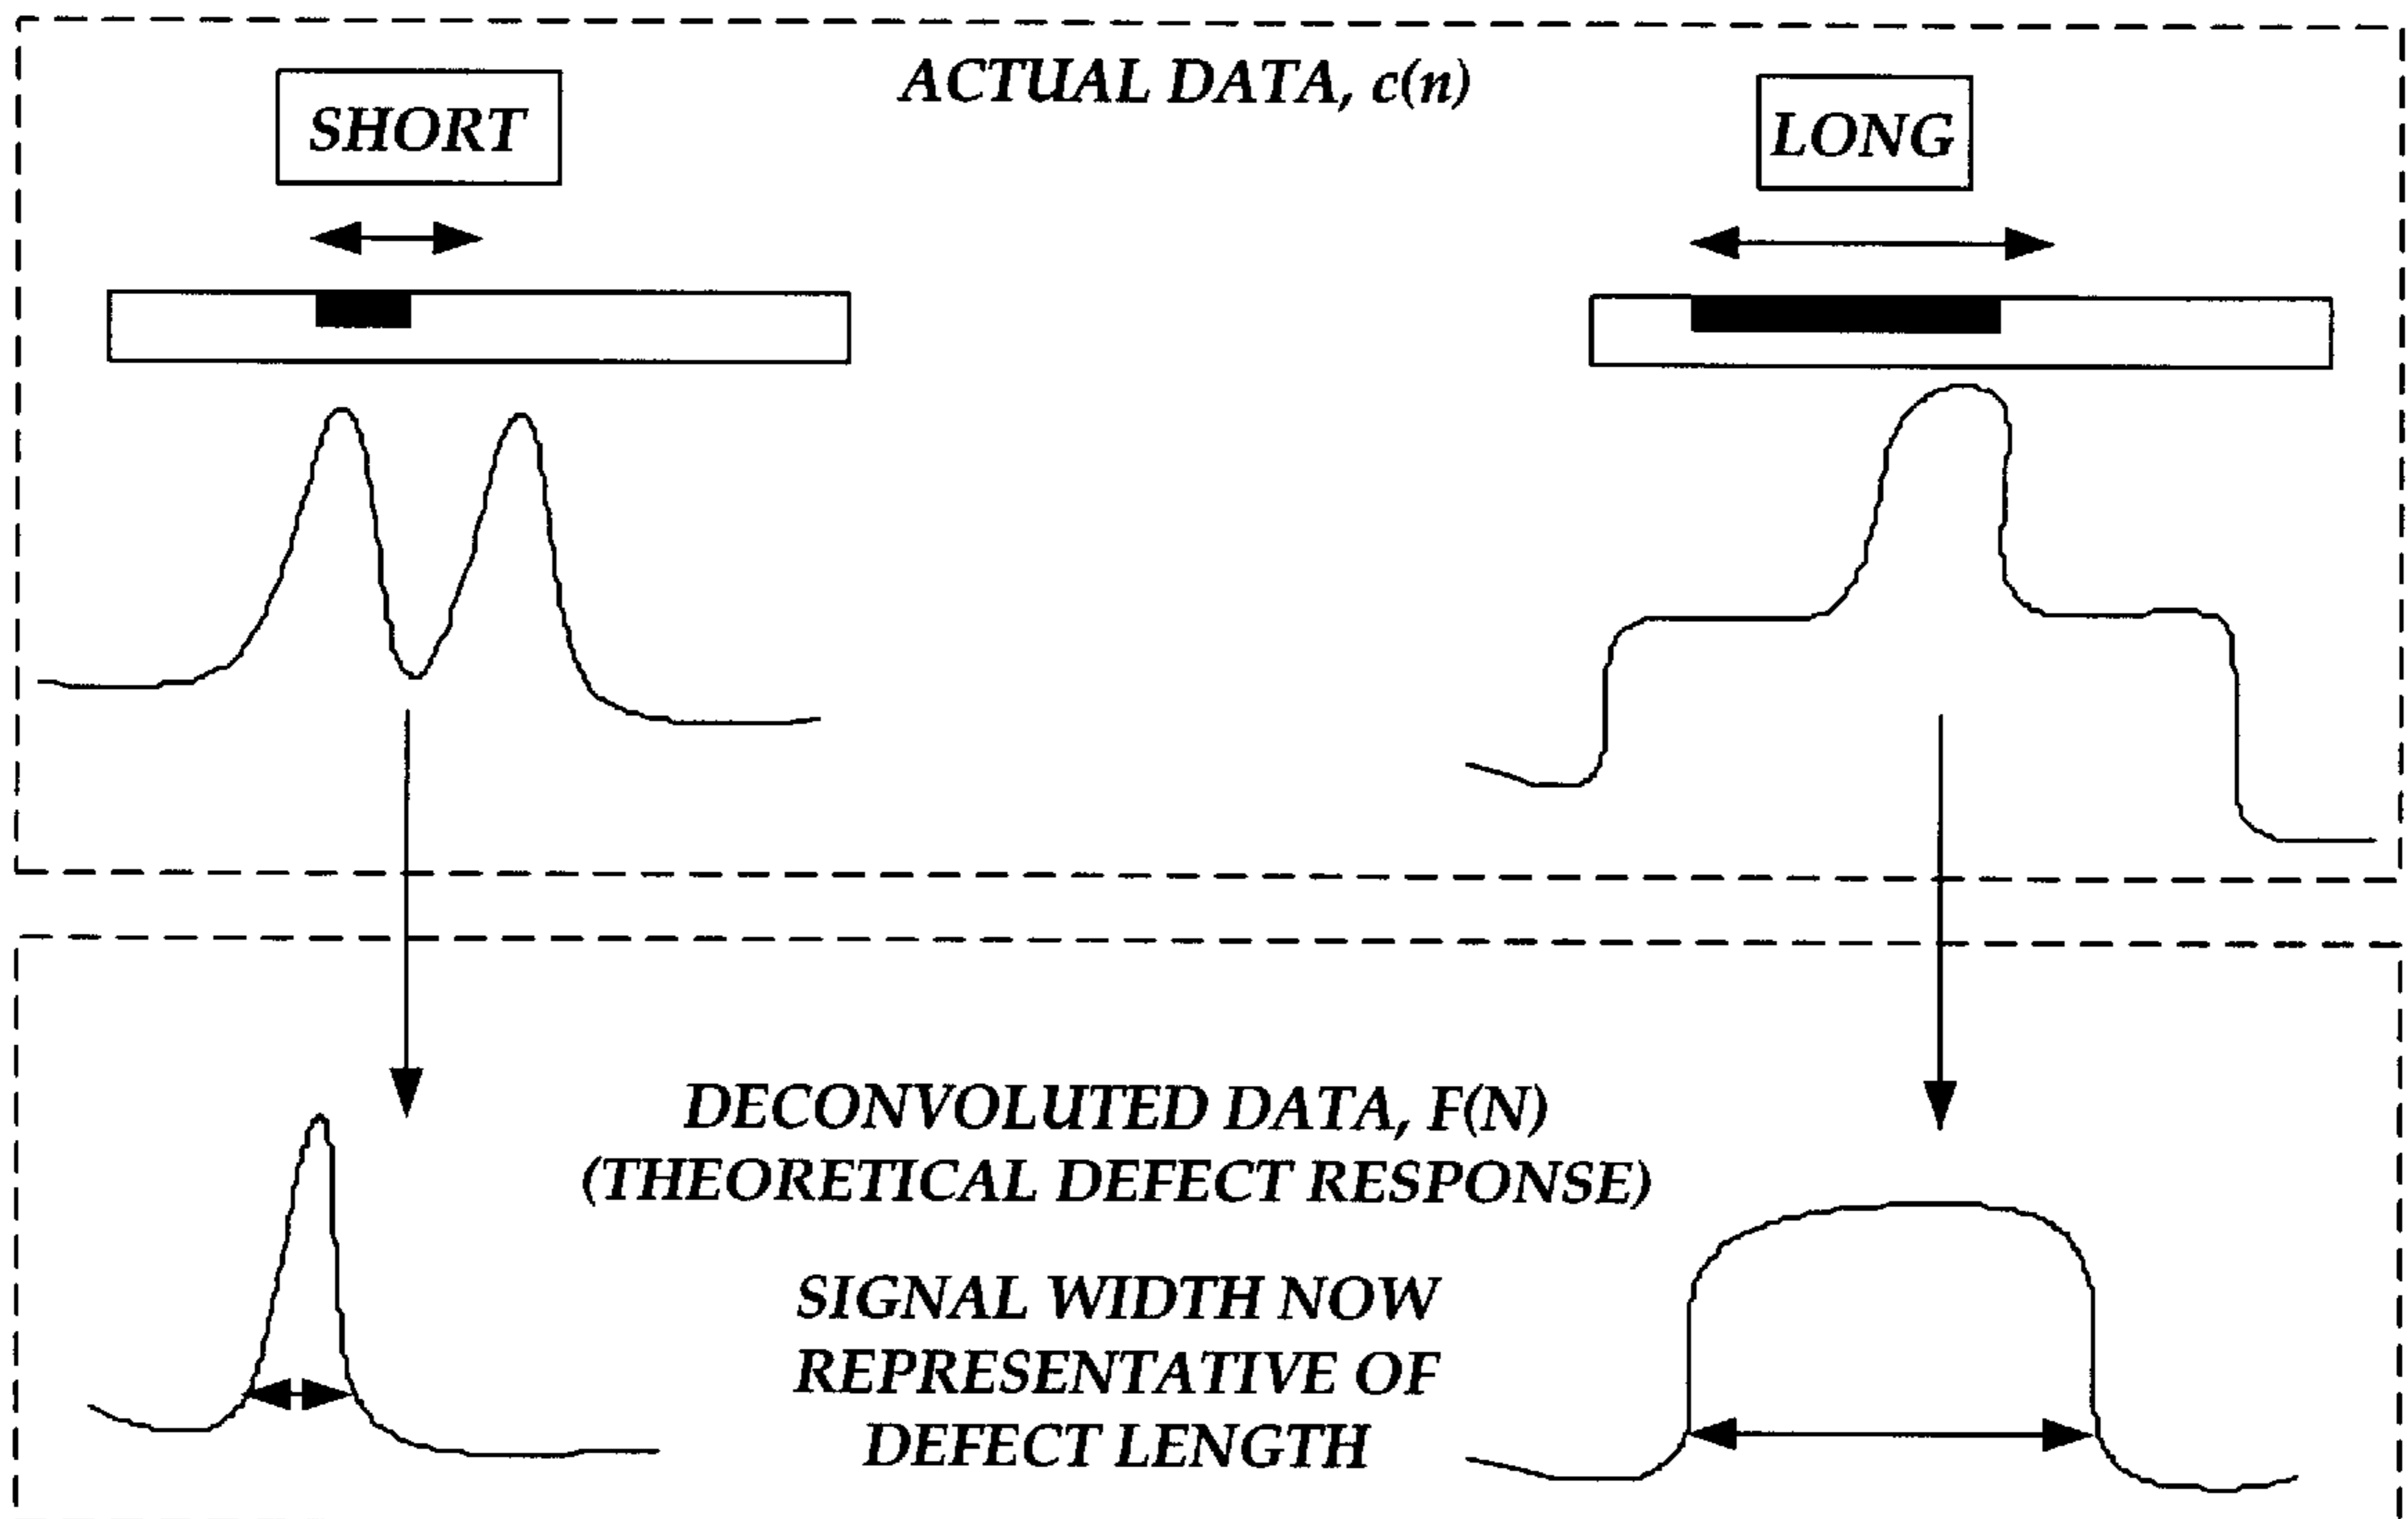 ACTUAL DATA, c(n)
SHORT
LONG
DECONVOLUTED DATA, F(N)
(THEORETICAL DEFECT RESPONSE)
SIGNAL WIDTH NOW
REPRESENTATIVE OF
DEFECT LENGTH